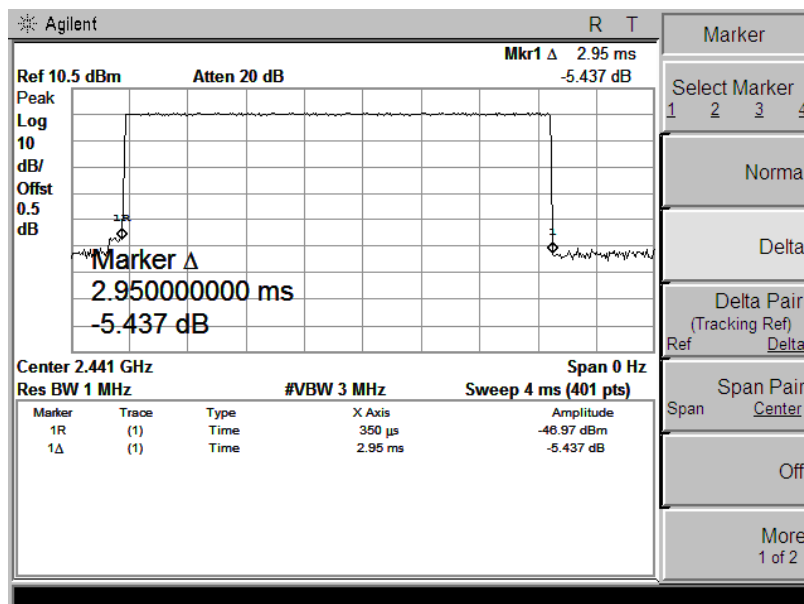 Agilent R T
Mkr1 Δ 2.95 ms
Ref 10.5 dBm Atten 20 dB -5.437 dB
Peak
Log
10
dB/
Offst
0.5
dB
1R
1
Marker Δ
2.950000000 ms
-5.437 dB
Center 2.441 GHz Span 0 Hz
Res BW 1 MHz #VBW 3 MHz Sweep 4 ms (401 pts)
Marker Trace Type X Axis Amplitude
1R (1) Time 350 µs -46.97 dBm
1Δ (1) Time 2.95 ms -5.437 dB
Marker
Select Marker
1 2 3 4
Norma
Delta
Delta Pair
(Tracking Ref)
Ref Delta
Span Pair
Span Center
Off
More
1 of 2